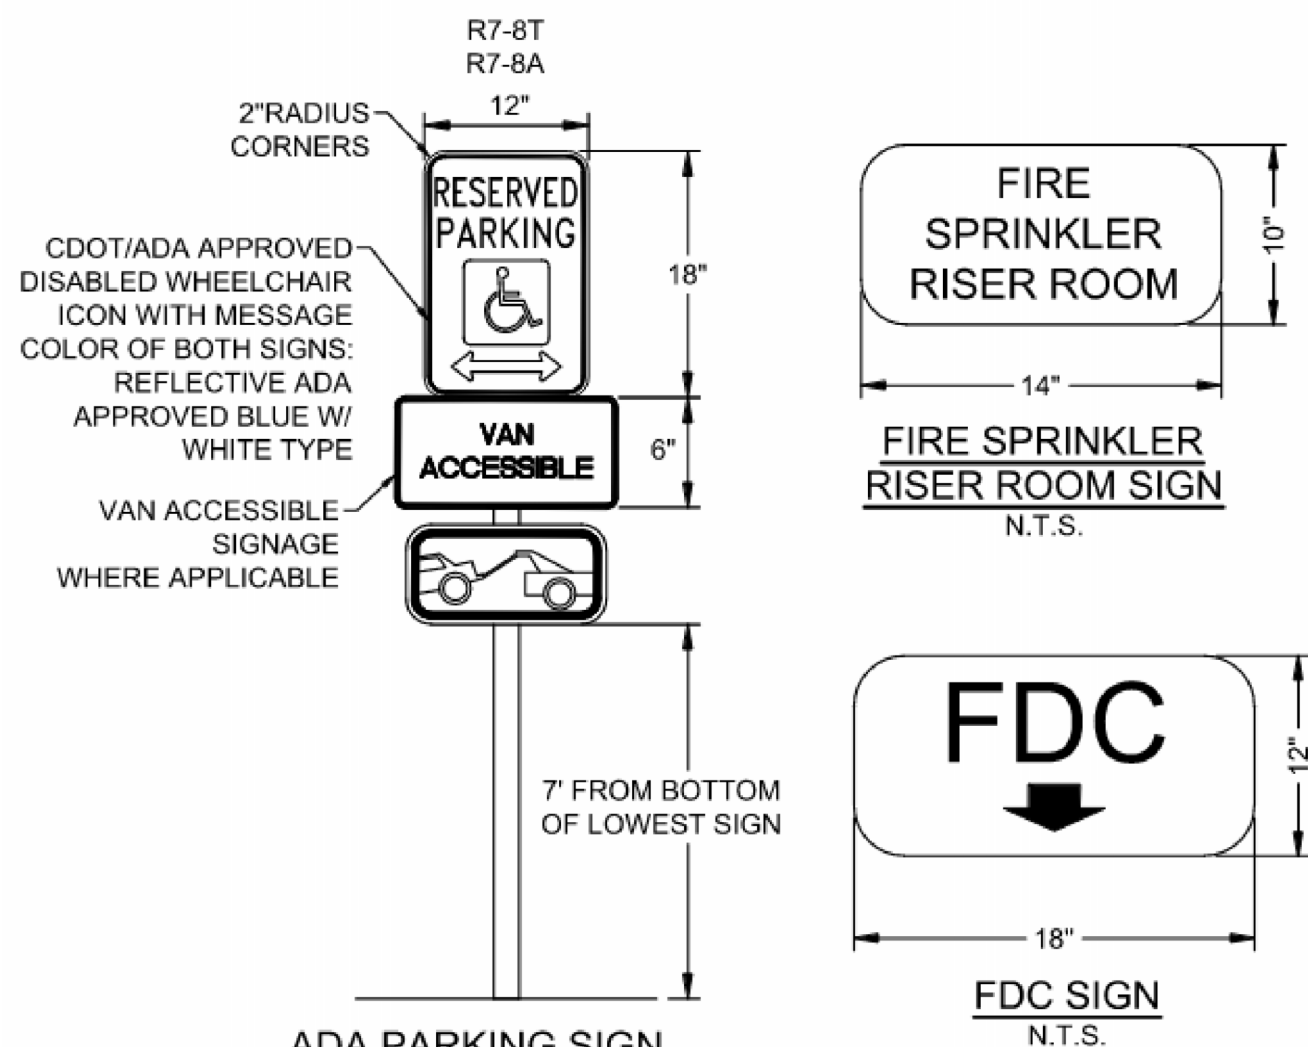 R7-8T
R7-8A
12"
2"RADIUS
CORNERS
RESERVED
PARKING
18"
CDOT/ADA APPROVED
DISABLED WHEELCHAIR
ICON WITH MESSAGE
COLOR OF BOTH SIGNS:
REFLECTIVE ADA
APPROVED BLUE W/
WHITE TYPE
VAN
ACCESSIBLE
6"
VAN ACCESSIBLE
SIGNAGE
WHERE APPLICABLE
7' FROM BOTTOM
OF LOWEST SIGN
ADA PARKING SIGN
FIRE
SPRINKLER
RISER ROOM
10"
14"
FIRE SPRINKLER
RISER ROOM SIGN
N.T.S.
FDC
12"
18"
FDC SIGN
N.T.S.